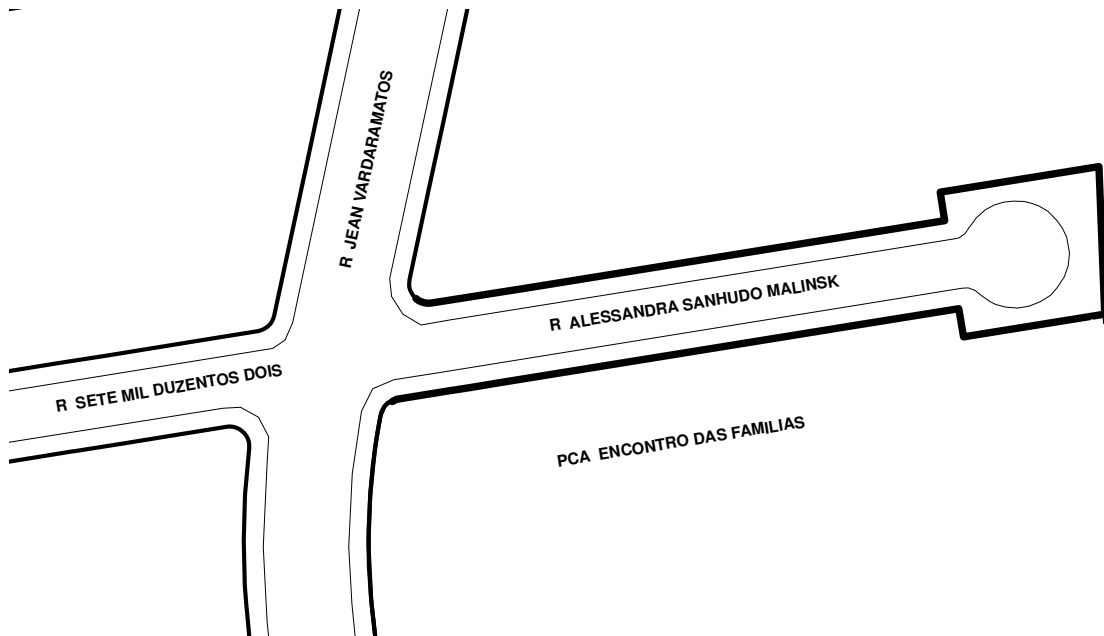 R JEAN VARDARAMATOS
R ALESSANDRA SANHUDO MALINSK
R SETE MIL DUZENTOS DOIS
PCA ENCONTRO DAS FAMILIAS